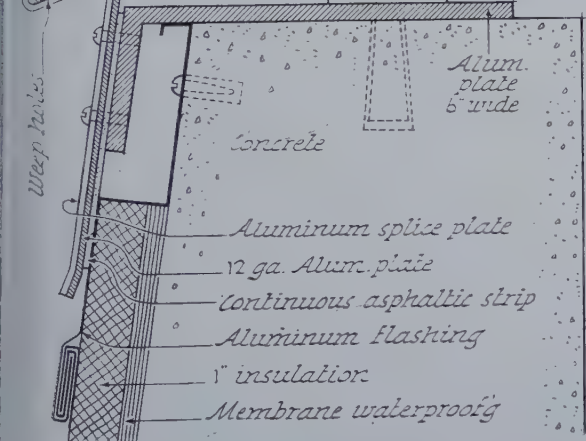 Weep holes
Alum.
plate
6" wide
Concrete
Aluminum splice plate
12 ga. Alum. plate
Continuous asphaltic strip
Aluminum flashing
1" insulation
Membrane waterproof'g